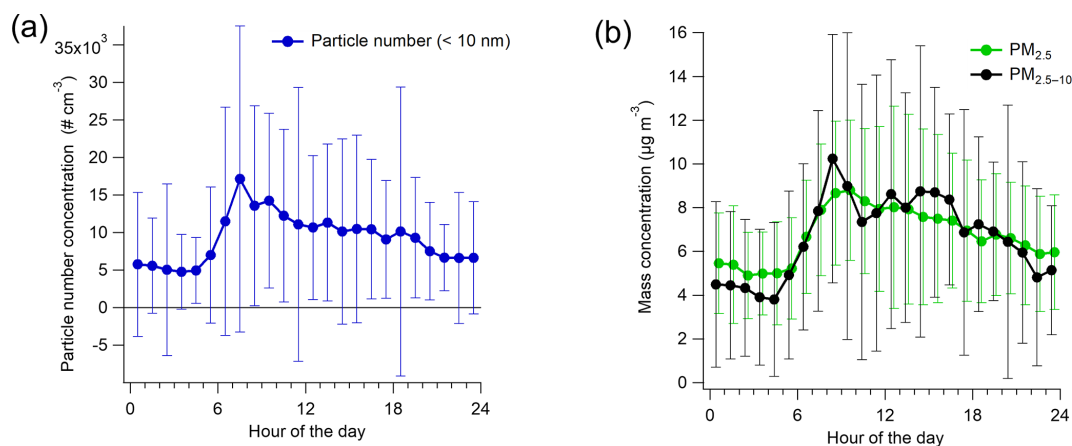 (a)
Particle number (< 10 nm)
Particle number concentration (# cm⁻³)
35x10³
30
25
20
15
10
5
0
-5
0
6
12
18
24
Hour of the day
(b)
PM₂.₅
PM₂.₅₋₁₀
Mass concentration (µg m⁻³)
16
14
12
10
8
6
4
2
0
0
6
12
18
24
Hour of the day